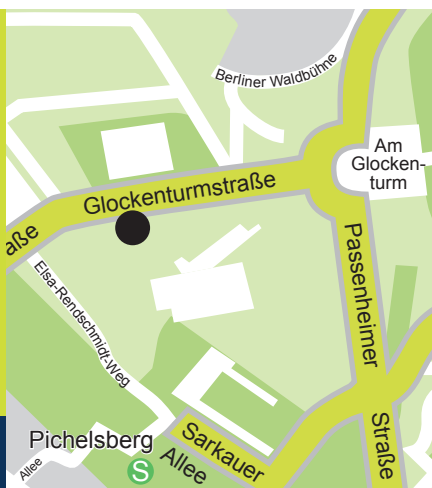 Berliner Waldbühne
Am
Glocken-
turm
Glockenturmstraße
aße
Passenheimer
Straße
Elsa-Rendschmidt-Weg
Pichelsberg
S
Allee
Sarkauer
Allee